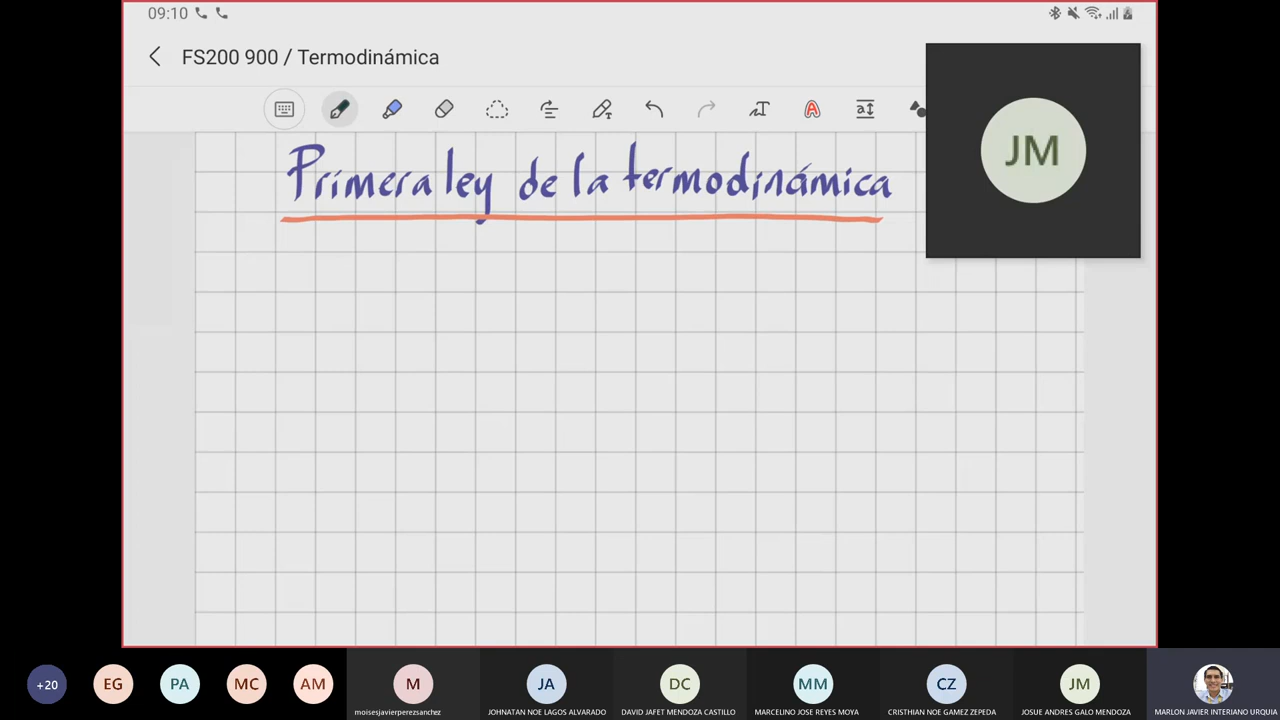 09:10
FS200 900 / Termodinámica
JM
Primera ley de la termodinámica
+20
EG
PA
MC
AM
M
moisesjavierperezsanchez
JA
JOHNATAN NOE LAGOS ALVARADO
DC
DAVID JAFET MENDOZA CASTILLO
MM
MARCELINO JOSE REYES MOYA
CZ
CRISTHIAN NOE GAMEZ ZEPEDA
JM
JOSUE ANDRES GALO MENDOZA
MARLON JAVIER INTERIANO URQUIA